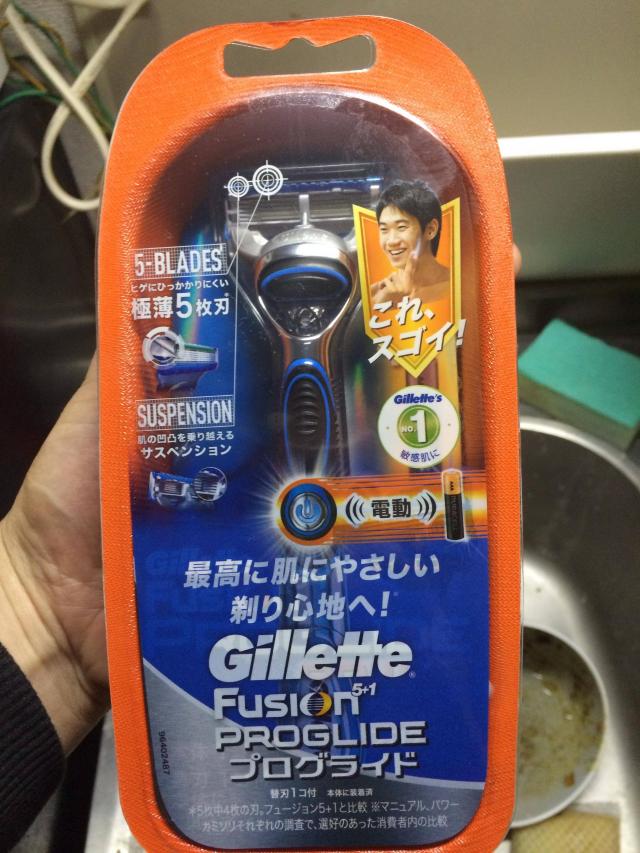 5-BLADES
ヒゲにひっかかりにくい
極薄5枚刃*
SUSPENSION
肌の凹凸を乗り越える
サスペンション
これ、
スゴイ!
Gillette's
NO.1
敏感肌に
電動
AAA
最高に肌にやさしい
剃り心地へ!
Gillette®
Fusion 5+1
PROGLIDE
プログライド
替刃1コ付 本体に装着済
*5枚中4枚の刃。フュージョン5+1と比較 ※マニュアル、パワー
カミソリそれぞれの調査で、選好のあった消費者内の比較
96402487